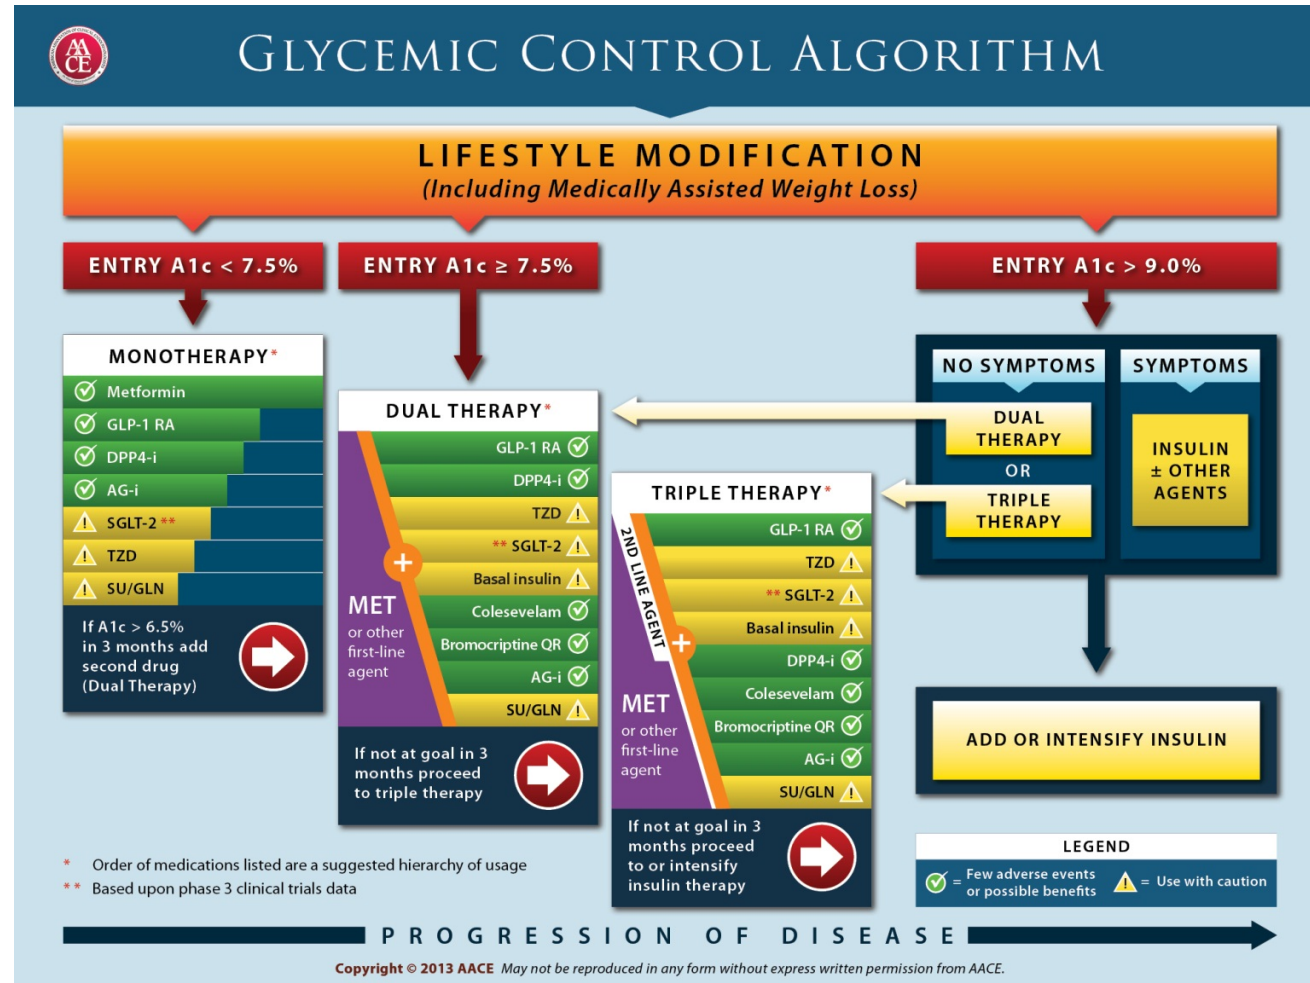 AACE
GLYCEMIC CONTROL ALGORITHM
LIFESTYLE MODIFICATION
(Including Medically Assisted Weight Loss)
ENTRY A1c < 7.5%
MONOTHERAPY*
Metformin
GLP-1 RA
DPP4-i
AG-i
! SGLT-2 **
! TZD
! SU/GLN
If A1c > 6.5%
in 3 months add
second drug
(Dual Therapy)
ENTRY A1c ≥ 7.5%
DUAL THERAPY*
GLP-1 RA
DPP4-i
TZD !
** SGLT-2 !
Basal insulin !
Colesevelam
Bromocriptine QR
AG-i
SU/GLN !
+
MET
or other
first-line
agent
If not at goal in 3
months proceed
to triple therapy
TRIPLE THERAPY*
GLP-1 RA
TZD !
** SGLT-2 !
Basal insulin !
DPP4-i
Colesevelam
Bromocriptine QR
AG-i
SU/GLN !
2ND LINE AGENT
+
MET
or other
first-line
agent
If not at goal in 3
months proceed
to or intensify
insulin therapy
ENTRY A1c > 9.0%
NO SYMPTOMS
DUAL
THERAPY
OR
TRIPLE
THERAPY
SYMPTOMS
INSULIN
± OTHER
AGENTS
ADD OR INTENSIFY INSULIN
LEGEND
= Few adverse events
or possible benefits
! = Use with caution
* Order of medications listed are a suggested hierarchy of usage
** Based upon phase 3 clinical trials data
PROGRESSION OF DISEASE
Copyright © 2013 AACE May not be reproduced in any form without express written permission from AACE.